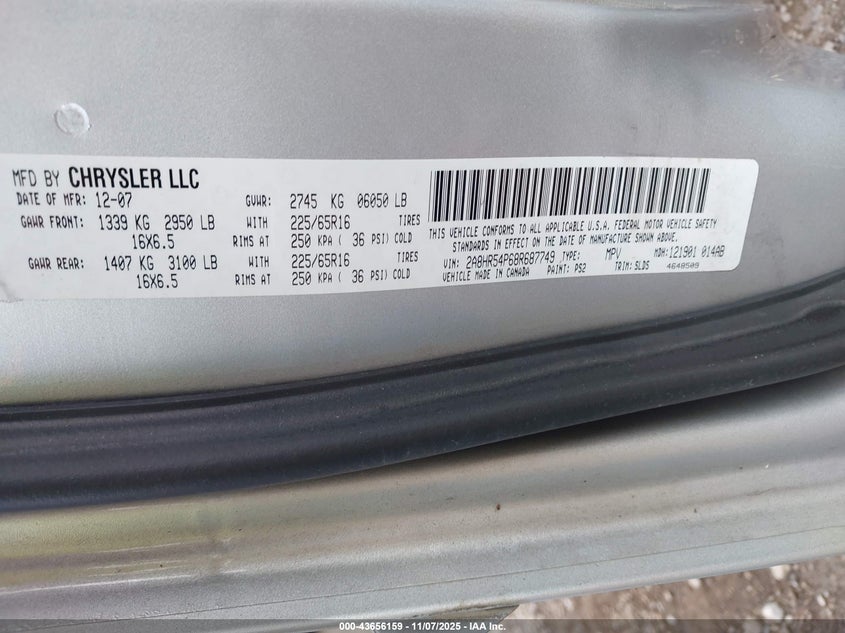 MFD BY CHRYSLER LLC
DATE OF MFR: 12-07 GVWR: 2745 KG 06050 LB
GAWR FRONT: 1339 KG 2950 LB WITH 225/65R16 TIRES
16X6.5 RIMS AT 250 KPA ( 36 PSI) COLD
GAWR REAR: 1407 KG 3100 LB WITH 225/65R16 TIRES
16X6.5 RIMS AT 250 KPA ( 36 PSI) COLD
THIS VEHICLE CONFORMS TO ALL APPLICABLE U.S.A. FEDERAL MOTOR VEHICLE SAFETY
STANDARDS IN EFFECT ON THE DATE OF MANUFACTURE SHOWN ABOVE.
VIN: 2A8HR54P68R687749 TYPE: MPV MDH: 121901 014AB
VEHICLE MADE IN CANADA PAINT: PS2 TRIM: SLDS 4648509
000-43656159 - 11/07/2025 - IAA Inc.